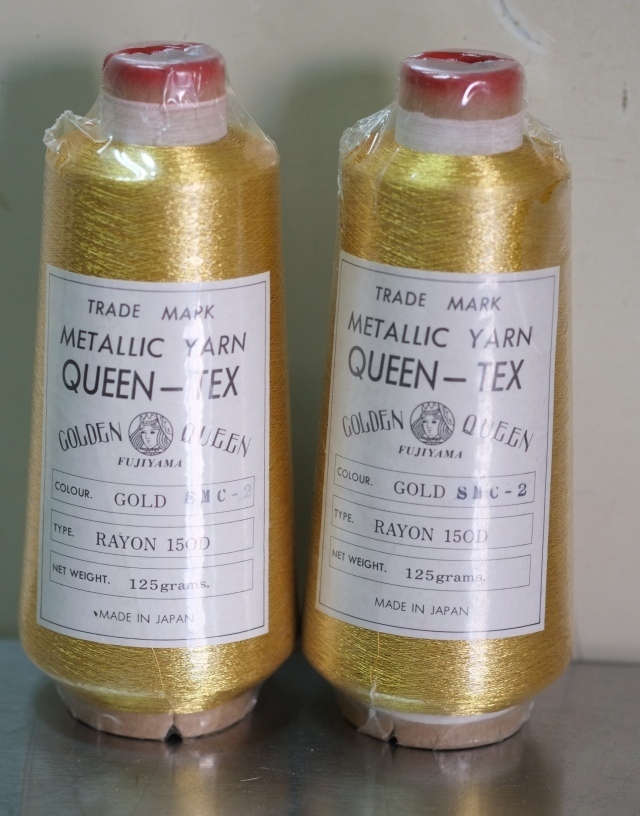 TRADE MARK
METALLIC YARN
QUEEN-TEX
GOLDEN QUEEN
FUJIYAMA
COLOUR. GOLD SMC-2
TYPE. RAYON 150D
NET WEIGHT. 125grams.
MADE IN JAPAN
TRADE MARK
METALLIC YARN
QUEEN-TEX
GOLDEN QUEEN
FUJIYAMA
COLOUR. GOLD SMC-2
TYPE. RAYON 150D
NET WEIGHT. 125grams.
MADE IN JAPAN